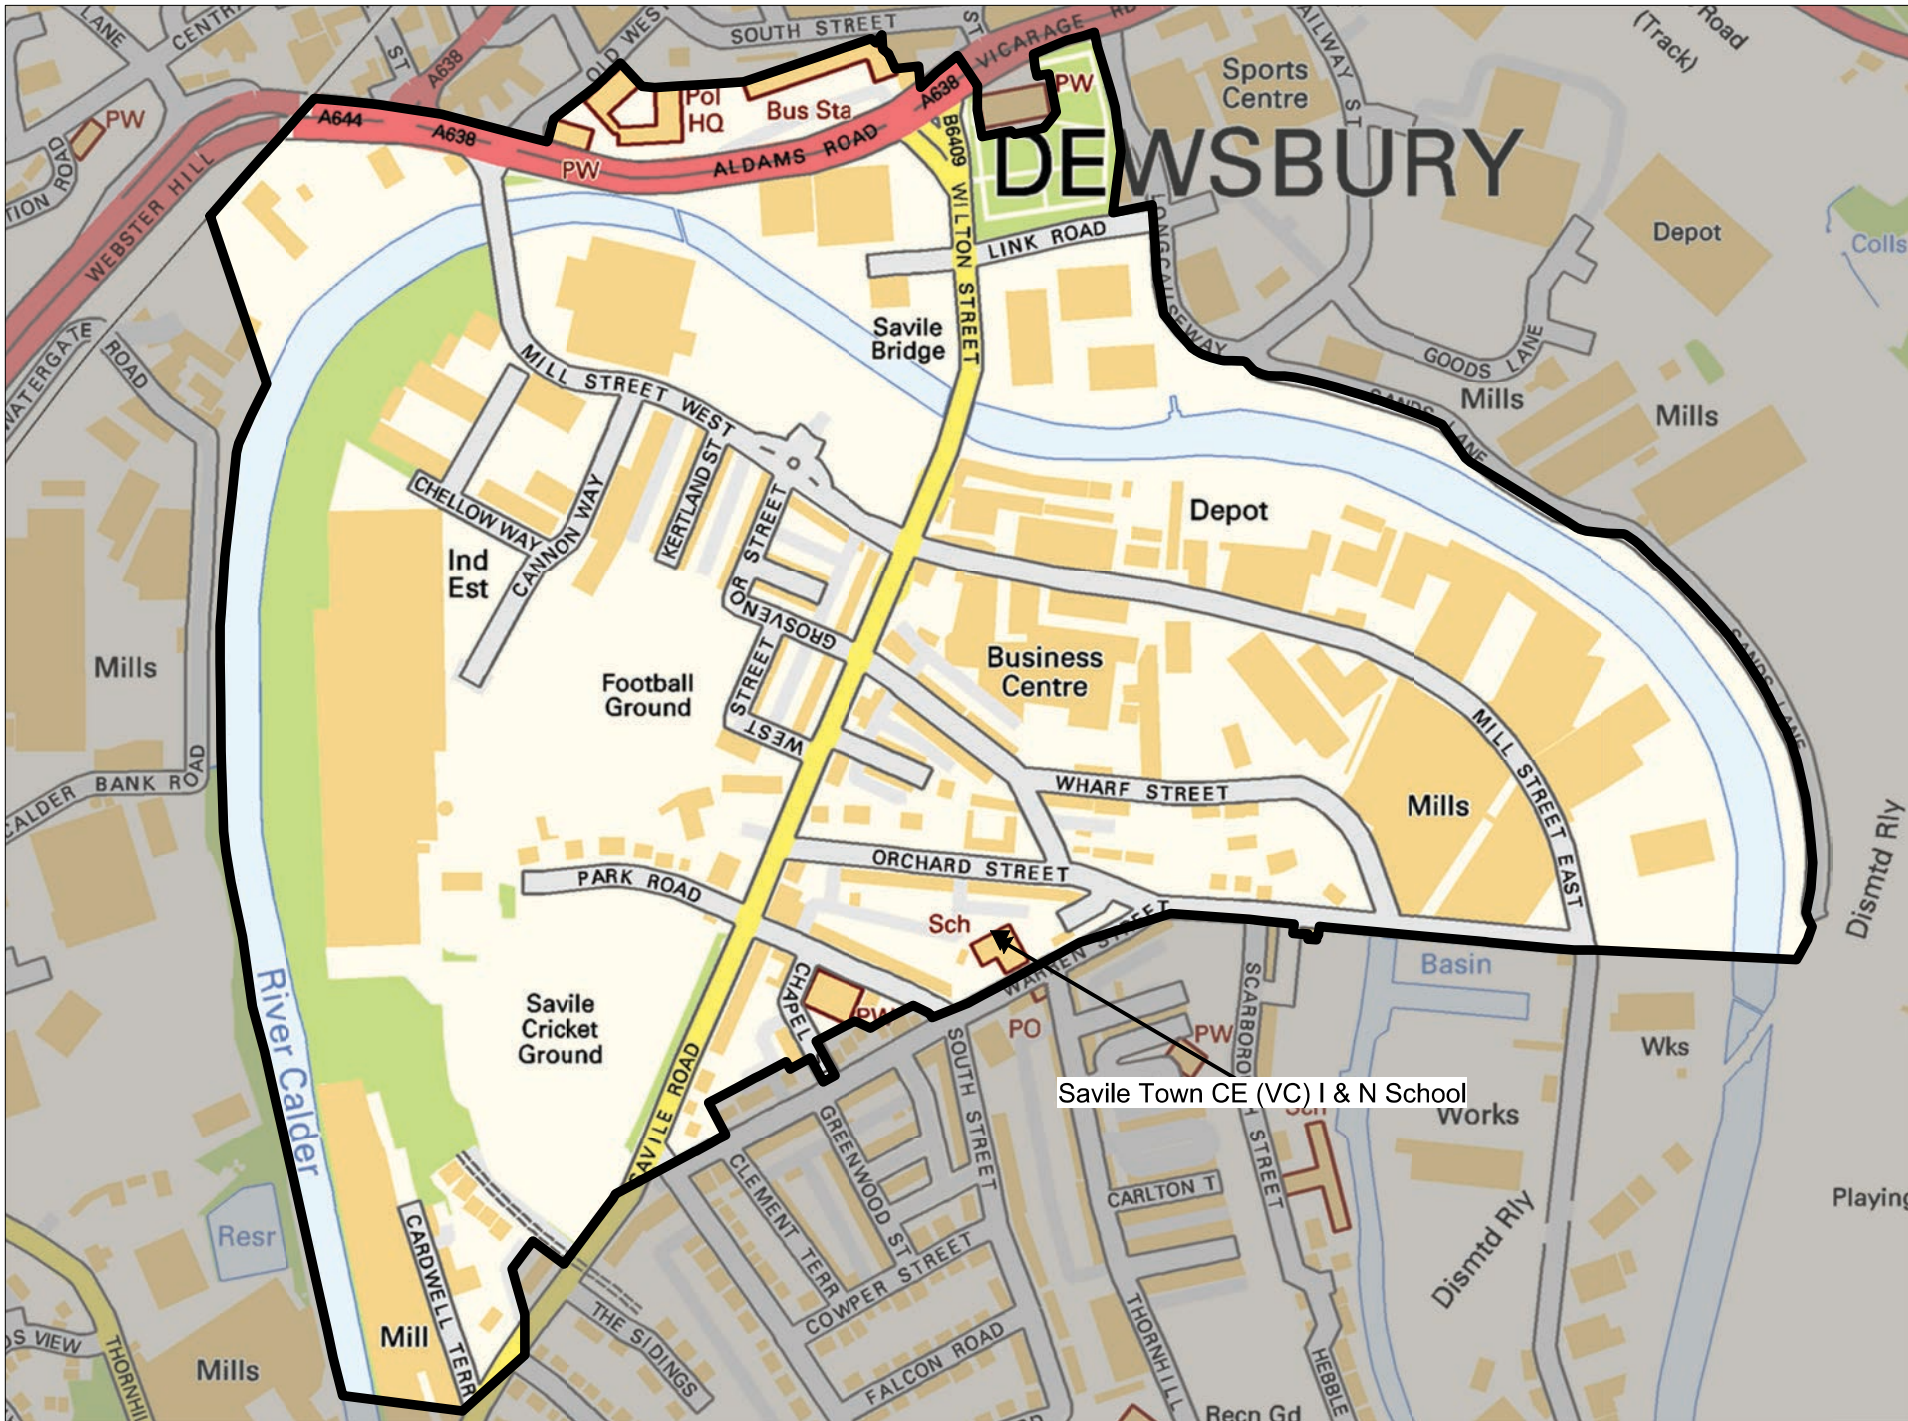 LANE
SOUTH STREET
OLD WEST
ST
ST
VICARAGE RD
Road
(Track)
A638
Sports
Centre
PW
PW
Pol
HQ
Bus Sta
A638
A644
A638
PW
ALDAMS ROAD
B6409
DEWSBURY
WEBSTER HILL
WILTON STREET
LINK ROAD
LONGCAUSEWAY
Depot
Colls
WATERGATE
ROAD
Savile
Bridge
GOODS LANE
MILL STREET WEST
SANDS LANE
Mills
Mills
CHELLOW WAY
CANNON WAY
KERTLAND ST
GROSVENOR STREET
Depot
Ind
Est
Mills
Football
Ground
WEST STREET
Business
Centre
SANDS LANE
MILL STREET EAST
CALDER BANK ROAD
WHARF STREET
Mills
ORCHARD STREET
PARK ROAD
Dismtd Rly
Sch
WARREN STREET
River Calder
Savile
Cricket
Ground
CHAPEL
PW
PO
PW
Basin
Wks
SAVILE ROAD
SOUTH STREET
Savile Town CE (VC) I & N School
Sch
Works
GREENWOOD ST
CLEMENT TERR
CARLTON T
Playing
Resr
CARDWELL TERR
COWPER STREET
Dismtd Rly
THE SIDINGS
Mill
Mills
FALCON ROAD
THORNHILL
HEBBLE
Recn Gd